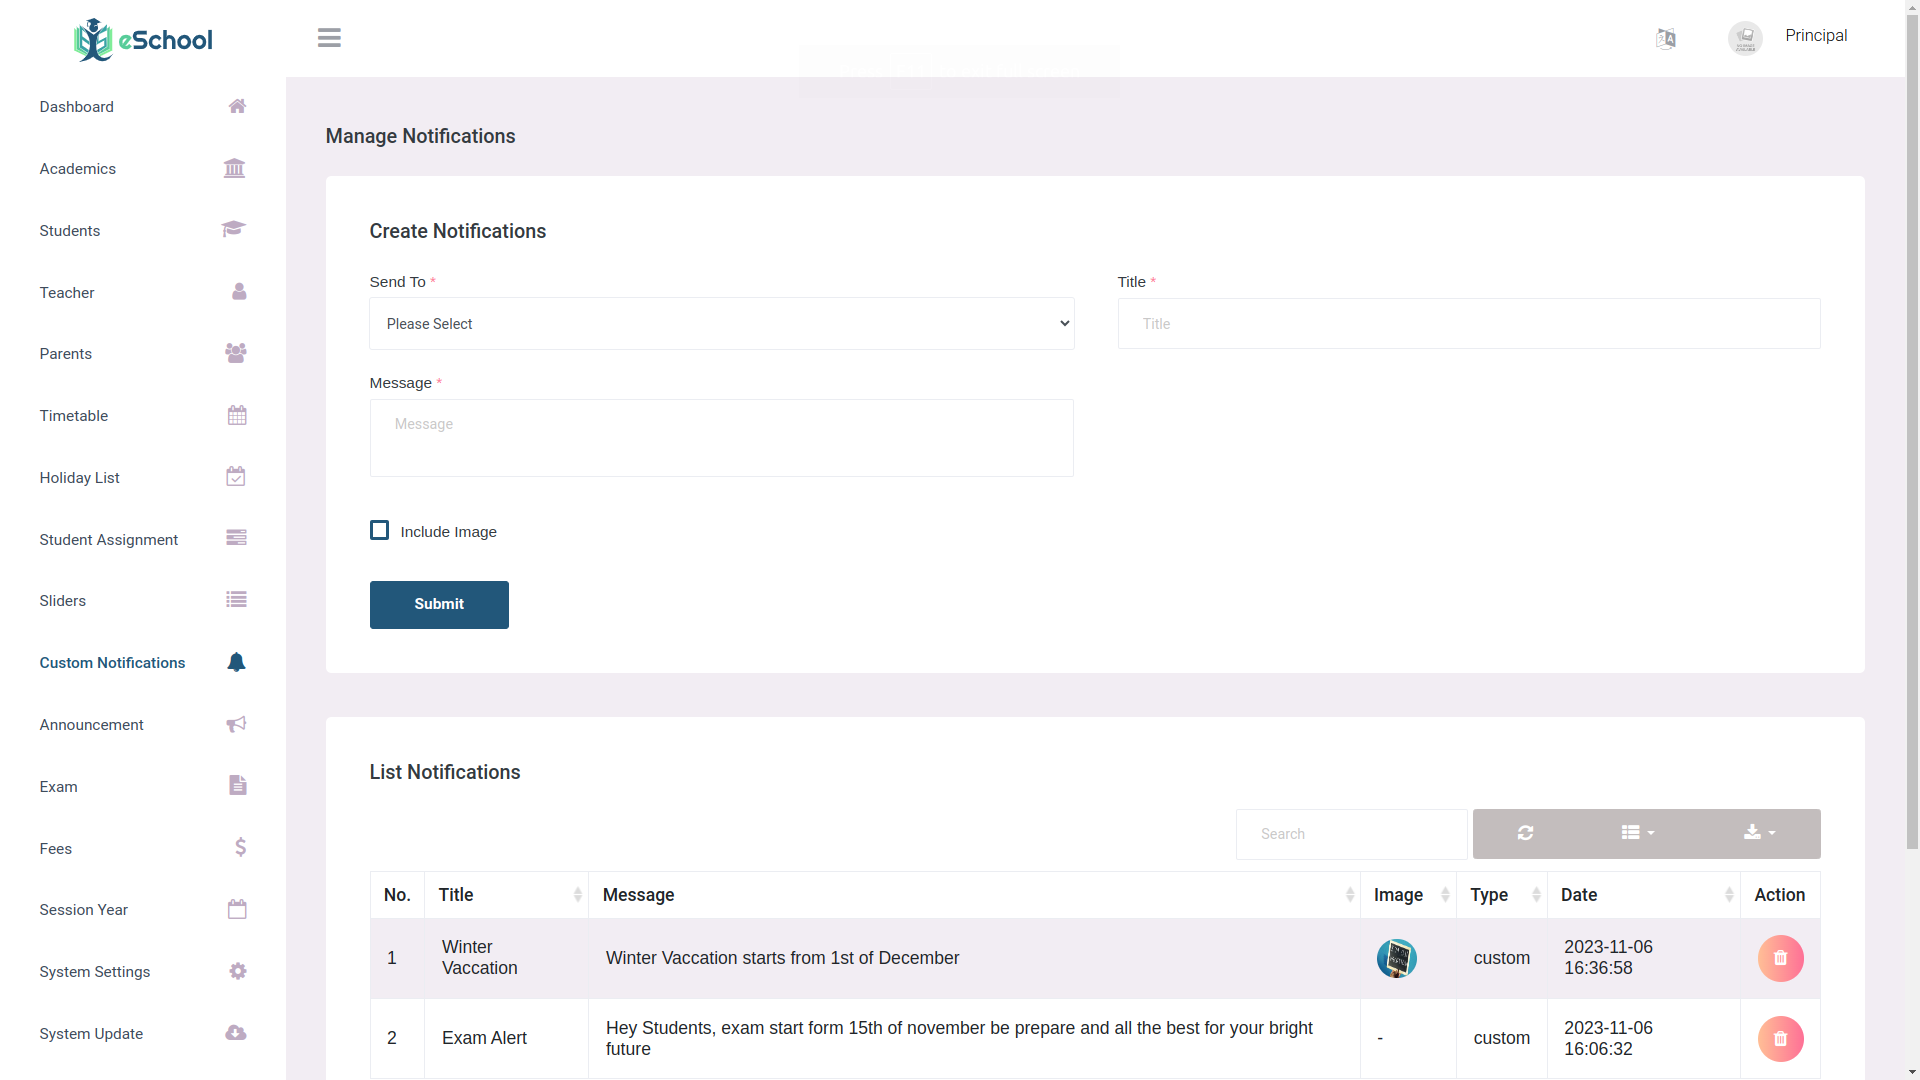 eSchool
Principal
Dashboard
Academics
Students
Teacher
Parents
Timetable
Holiday List
Student Assignment
Sliders
Custom Notifications
Announcement
Exam
Fees
Session Year
System Settings
System Update
Manage Notifications
Create Notifications
Send To *
Title *
Please Select
Title
Message *
Message
Include Image
Submit
List Notifications
Search
No. Title Message Image Type Date Action
1 Winter Vaccation Winter Vaccation starts from 1st of December custom 2023-11-06 16:36:58
2 Exam Alert Hey Students, exam start form 15th of november be prepare and all the best for your bright future - custom 2023-11-06 16:06:32